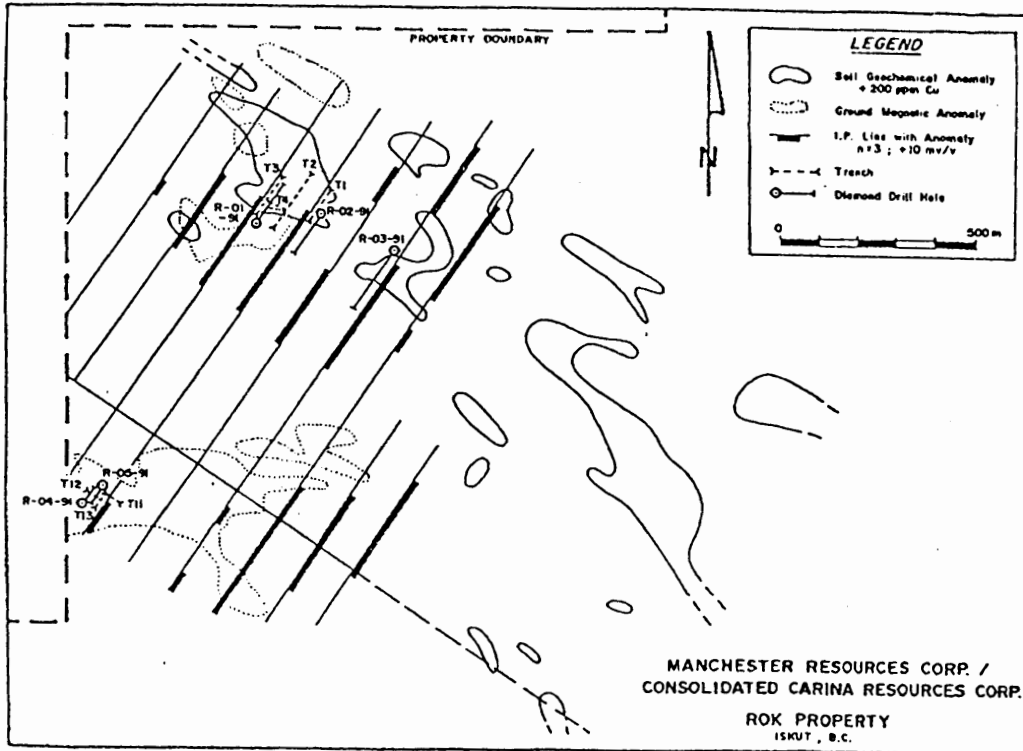 PROPERTY BOUNDARY
LEGEND
Soil Geochemical Anomaly
+ 200 ppm Cu
Ground Magnetic Anomaly
I.P. Line with Anomaly
n=3 ; +10 mv/v
Trench
Diamond Drill Hole
0 500 m
N
T3
T2
T1
T4
R-01
-91
R-02-91
R-03-91
R-05-91
T12
R-04-91
T11
T13
MANCHESTER RESOURCES CORP. /
CONSOLIDATED CARINA RESOURCES CORP.
ROK PROPERTY
ISKUT, B.C.